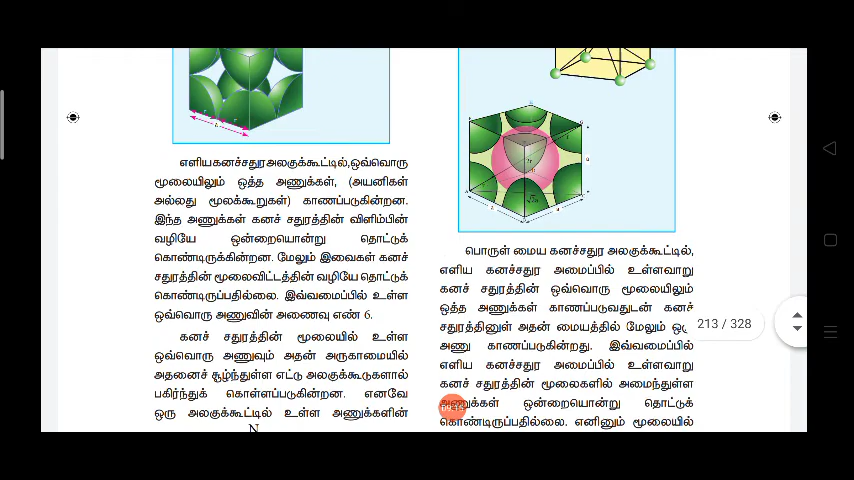 எளியகனச்சதுரஅலகுக்கூட்டில்,ஒவ்வொரு
மூலையிலும் ஒத்த அணுக்கள், (அயனிகள்
அல்லது மூலக்கூறுகள்) காணப்படுகின்றன.
இந்த அணுக்கள் கனச் சதுரத்தின் விளிம்பின்
வழியே ஒன்றையொன்று தொட்டுக்
கொண்டிருக்கின்றன. மேலும் இவைகள் கனச்
சதுரத்தின் மூலைவிட்டத்தின் வழியே தொட்டுக்
கொண்டிருப்பதில்லை. இவ்வமைப்பில் உள்ள
ஒவ்வொரு அணுவின் அணைவு எண் 6.
கனச் சதுரத்தின் மூலையில் உள்ள
ஒவ்வொரு அணுவும் அதன் அருகாமையில்
அதனைச் சூழ்ந்துள்ள எட்டு அலகுக்கூடுகளால்
பகிர்ந்துக் கொள்ளப்படுகின்றன. எனவே
ஒரு அலகுக்கூட்டில் உள்ள அணுக்களின்
N
பொருள் மைய கனச்சதுர அலகுக்கூட்டில்,
எளிய கனச்சதுர அமைப்பில் உள்ளவாறு
கனச் சதுரத்தின் ஒவ்வொரு மூலையிலும்
ஒத்த அணுக்கள் காணப்படுவதுடன் கனச்
சதுரத்தினுள் அதன் மையத்தில் மேலும்
அணு காணப்படுகின்றது. இவ்வமைப்பில்
எளிய கனச்சதுர அமைப்பில் உள்ளவாறு
கனச் சதுரத்தின் மூலைகளில் அமைந்துள்ள
அணுக்கள் ஒன்றையொன்று தொட்டுக்
கொண்டிருப்பதில்லை. எனினும் மூலையில்
213 / 328